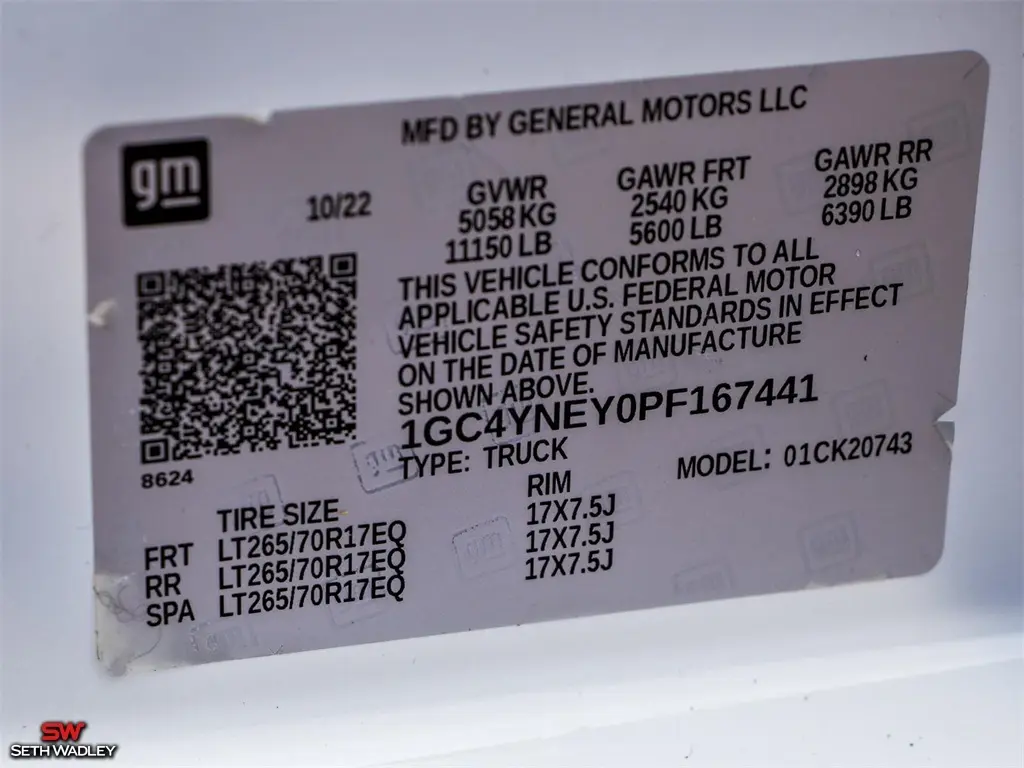 MFD BY GENERAL MOTORS LLC
gm
10/22
GVWR
5058 KG
11150 LB
GAWR FRT
2540 KG
5600 LB
GAWR RR
2898 KG
6390 LB
THIS VEHICLE CONFORMS TO ALL
APPLICABLE U.S. FEDERAL MOTOR
VEHICLE SAFETY STANDARDS IN EFFECT
ON THE DATE OF MANUFACTURE
SHOWN ABOVE.
1GC4YNEY0PF167441
TYPE: TRUCK
MODEL: 01CK20743
8624
TIRE SIZE RIM
FRT LT265/70R17EQ 17X7.5J
RR LT265/70R17EQ 17X7.5J
SPA LT265/70R17EQ 17X7.5J
SW
SETH WADLEY